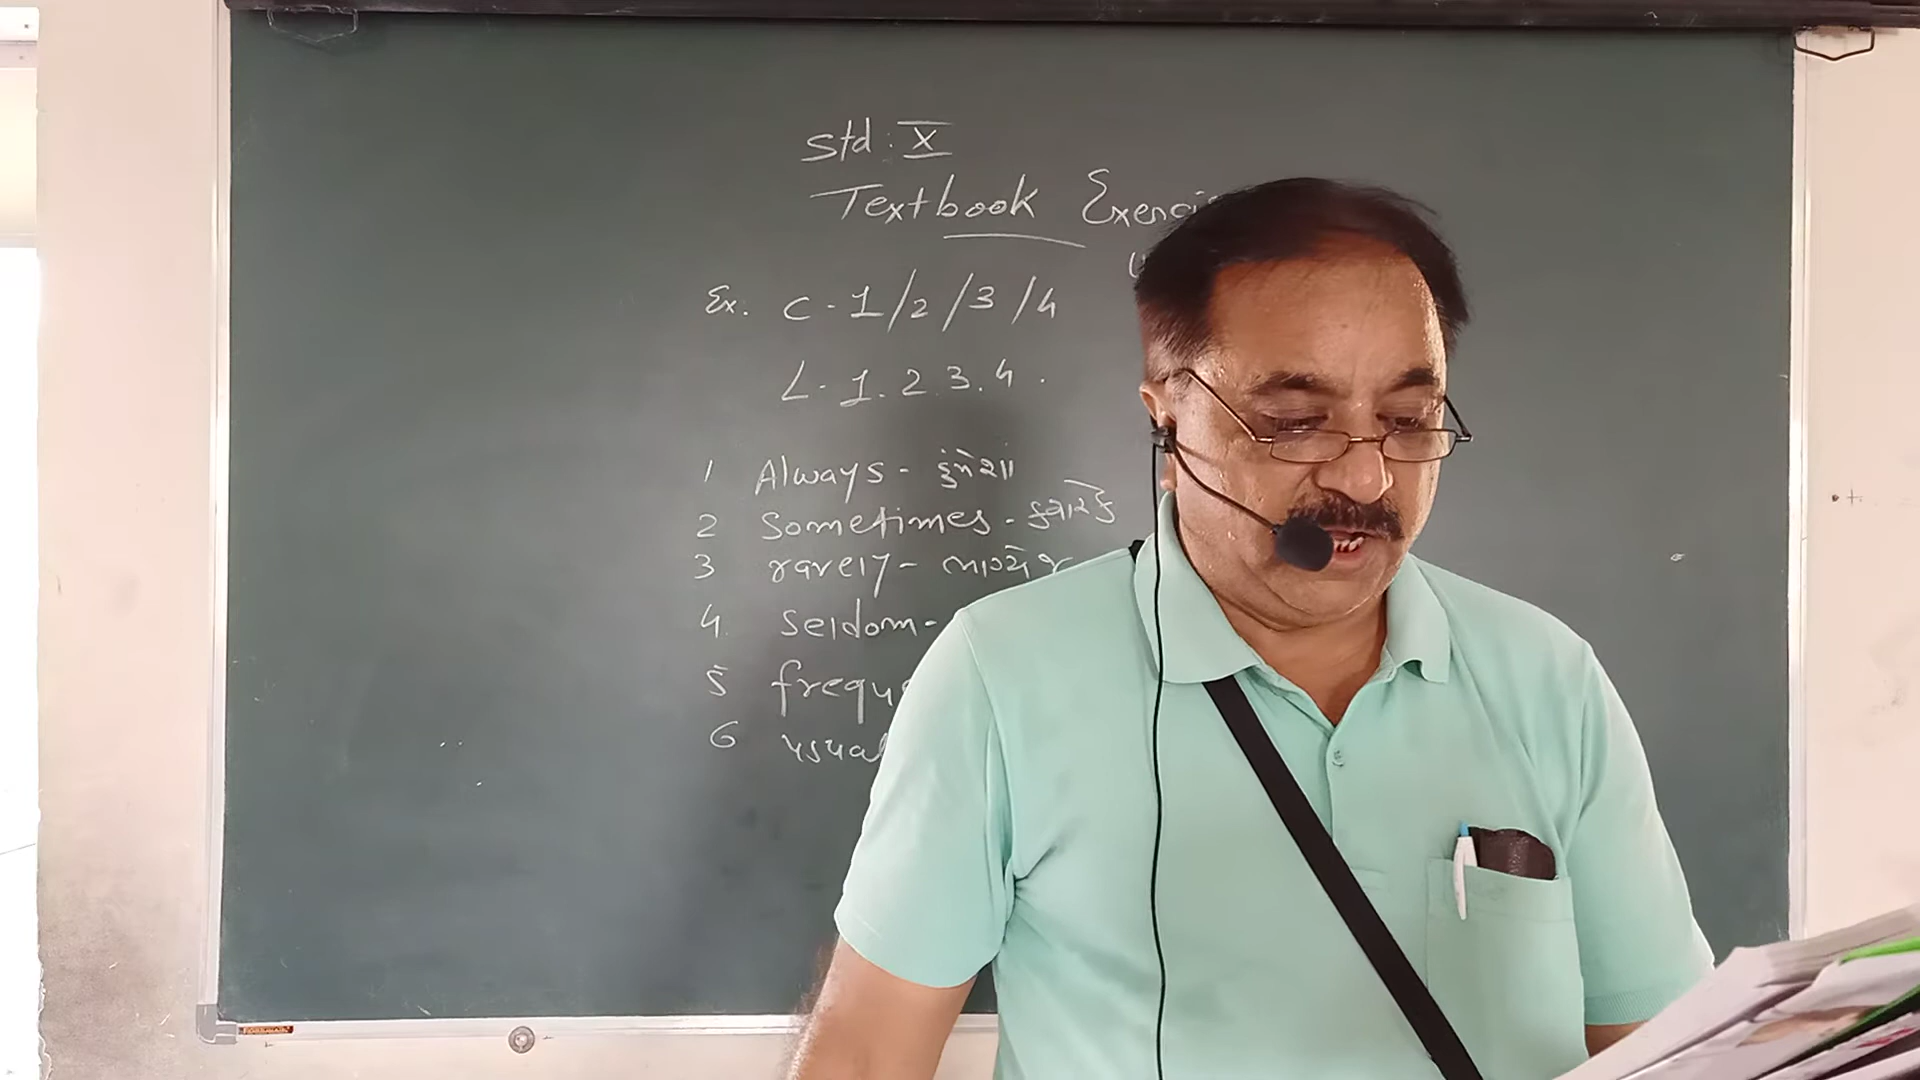 Std: X
Textbook Exerci
Ex. C-1/2/3/4
L-1.2.3.4.
1 Always - હંમેશા
2 Sometimes - ક્યારેક
3 rarely - ભાગ્યે જ
4. Seldom -
5 frequ
6 usual